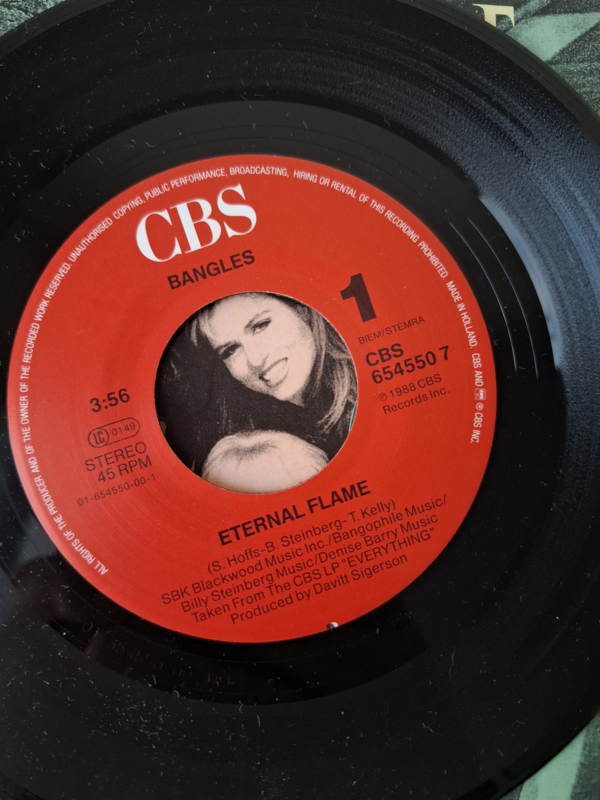 ALL RIGHTS OF THE PRODUCER AND OF THE OWNER OF THE RECORDED WORK RESERVED. UNAUTHORISED COPYING, PUBLIC PERFORMANCE, BROADCASTING, HIRING OR RENTAL OF THIS RECORDING PROHIBITED. MADE IN HOLLAND. CBS AND ® CBS INC.
CBS
BANGLES
1
BIEM/STEMRA
CBS
654550 7
℗ 1988 CBS
Records Inc.
3:56
LC 0149
STEREO
45 RPM
01-654550-00-1
ETERNAL FLAME
(S. Hoffs-B. Steinberg- T. Kelly)
SBK Blackwood Music Inc./Bangophile Music/
Billy Steinberg Music/Denise Barry Music
Taken From The CBS LP "EVERYTHING"
Produced by Davitt Sigerson